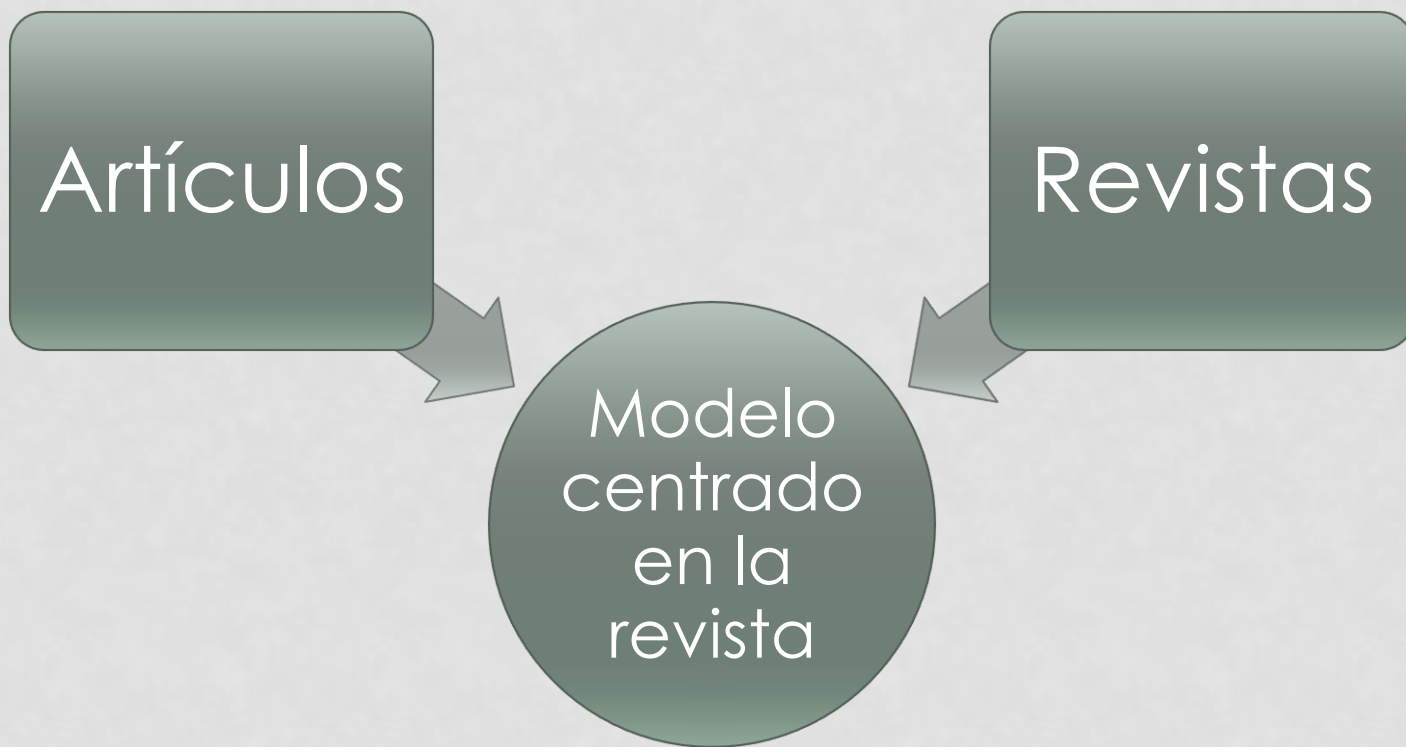 Artículos
Revistas
Modelo
centrado
en la
revista